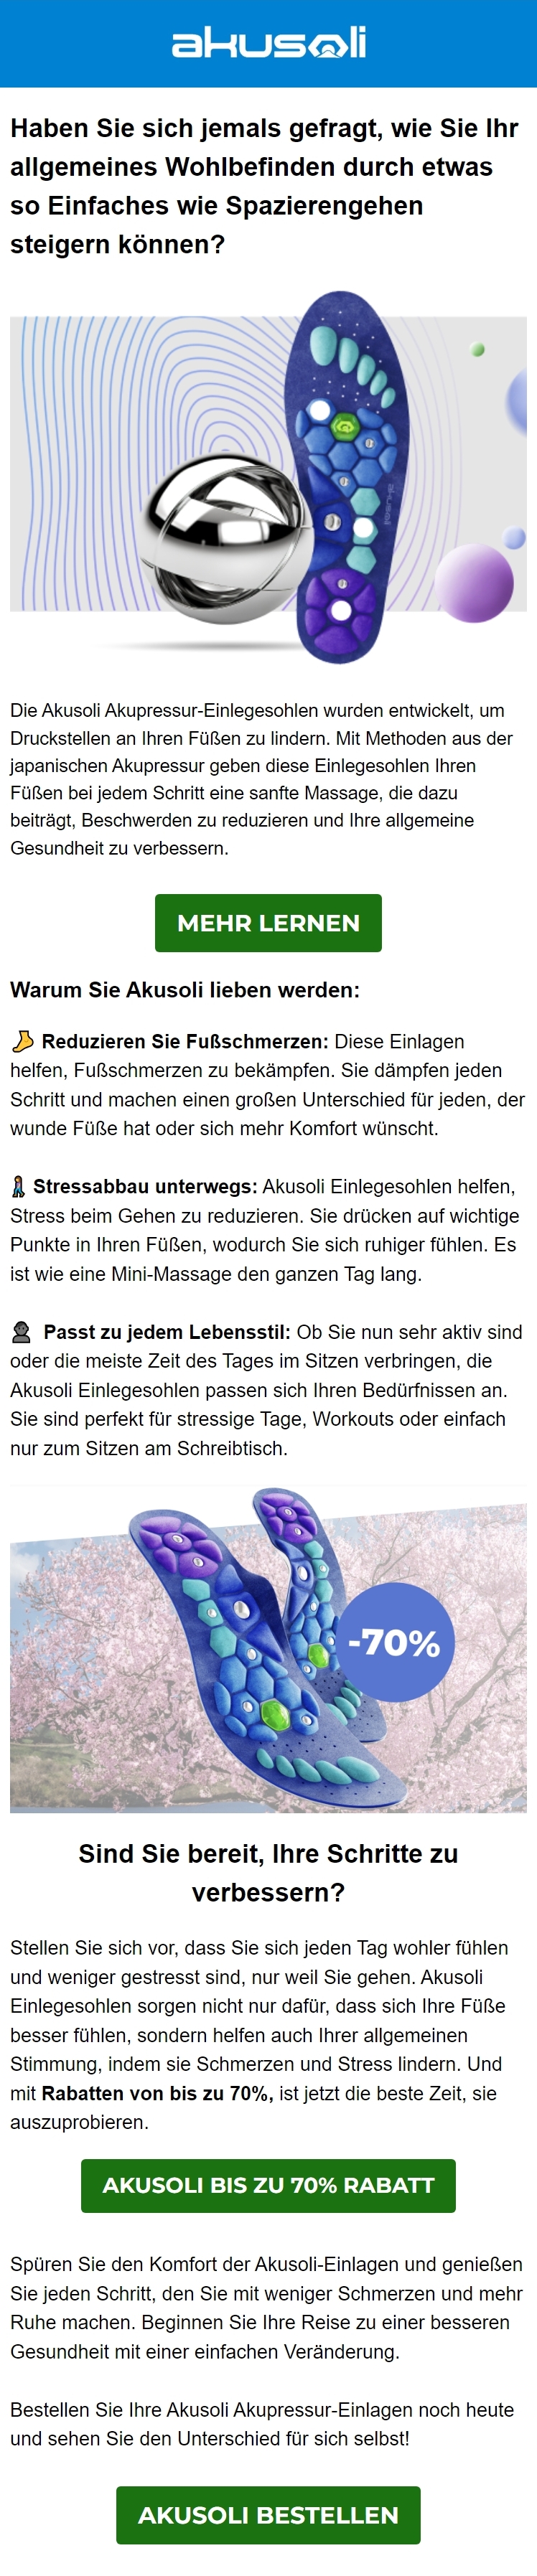 akusoli
Haben Sie sich jemals gefragt, wie Sie Ihr
allgemeines Wohlbefinden durch etwas
so Einfaches wie Spazierengehen
steigern können?
Die Akusoli Akupressur-Einlegesohlen wurden entwickelt, um
Druckstellen an Ihren Füßen zu lindern. Mit Methoden aus der
japanischen Akupressur geben diese Einlegesohlen Ihren
Füßen bei jedem Schritt eine sanfte Massage, die dazu
beiträgt, Beschwerden zu reduzieren und Ihre allgemeine
Gesundheit zu verbessern.
MEHR LERNEN
Warum Sie Akusoli lieben werden:
🦶 Reduzieren Sie Fußschmerzen: Diese Einlagen
helfen, Fußschmerzen zu bekämpfen. Sie dämpfen jeden
Schritt und machen einen großen Unterschied für jeden, der
wunde Füße hat oder sich mehr Komfort wünscht.
Stressabbau unterwegs: Akusoli Einlegesohlen helfen,
Stress beim Gehen zu reduzieren. Sie drücken auf wichtige
Punkte in Ihren Füßen, wodurch Sie sich ruhiger fühlen. Es
ist wie eine Mini-Massage den ganzen Tag lang.
Passt zu jedem Lebensstil: Ob Sie nun sehr aktiv sind
oder die meiste Zeit des Tages im Sitzen verbringen, die
Akusoli Einlegesohlen passen sich Ihren Bedürfnissen an.
Sie sind perfekt für stressige Tage, Workouts oder einfach
nur zum Sitzen am Schreibtisch.
-70%
Sind Sie bereit, Ihre Schritte zu
verbessern?
Stellen Sie sich vor, dass Sie sich jeden Tag wohler fühlen
und weniger gestresst sind, nur weil Sie gehen. Akusoli
Einlegesohlen sorgen nicht nur dafür, dass sich Ihre Füße
besser fühlen, sondern helfen auch Ihrer allgemeinen
Stimmung, indem sie Schmerzen und Stress lindern. Und
mit Rabatten von bis zu 70%, ist jetzt die beste Zeit, sie
auszuprobieren.
AKUSOLI BIS ZU 70% RABATT
Spüren Sie den Komfort der Akusoli-Einlagen und genießen
Sie jeden Schritt, den Sie mit weniger Schmerzen und mehr
Ruhe machen. Beginnen Sie Ihre Reise zu einer besseren
Gesundheit mit einer einfachen Veränderung.
Bestellen Sie Ihre Akusoli Akupressur-Einlagen noch heute
und sehen Sie den Unterschied für sich selbst!
AKUSOLI BESTELLEN